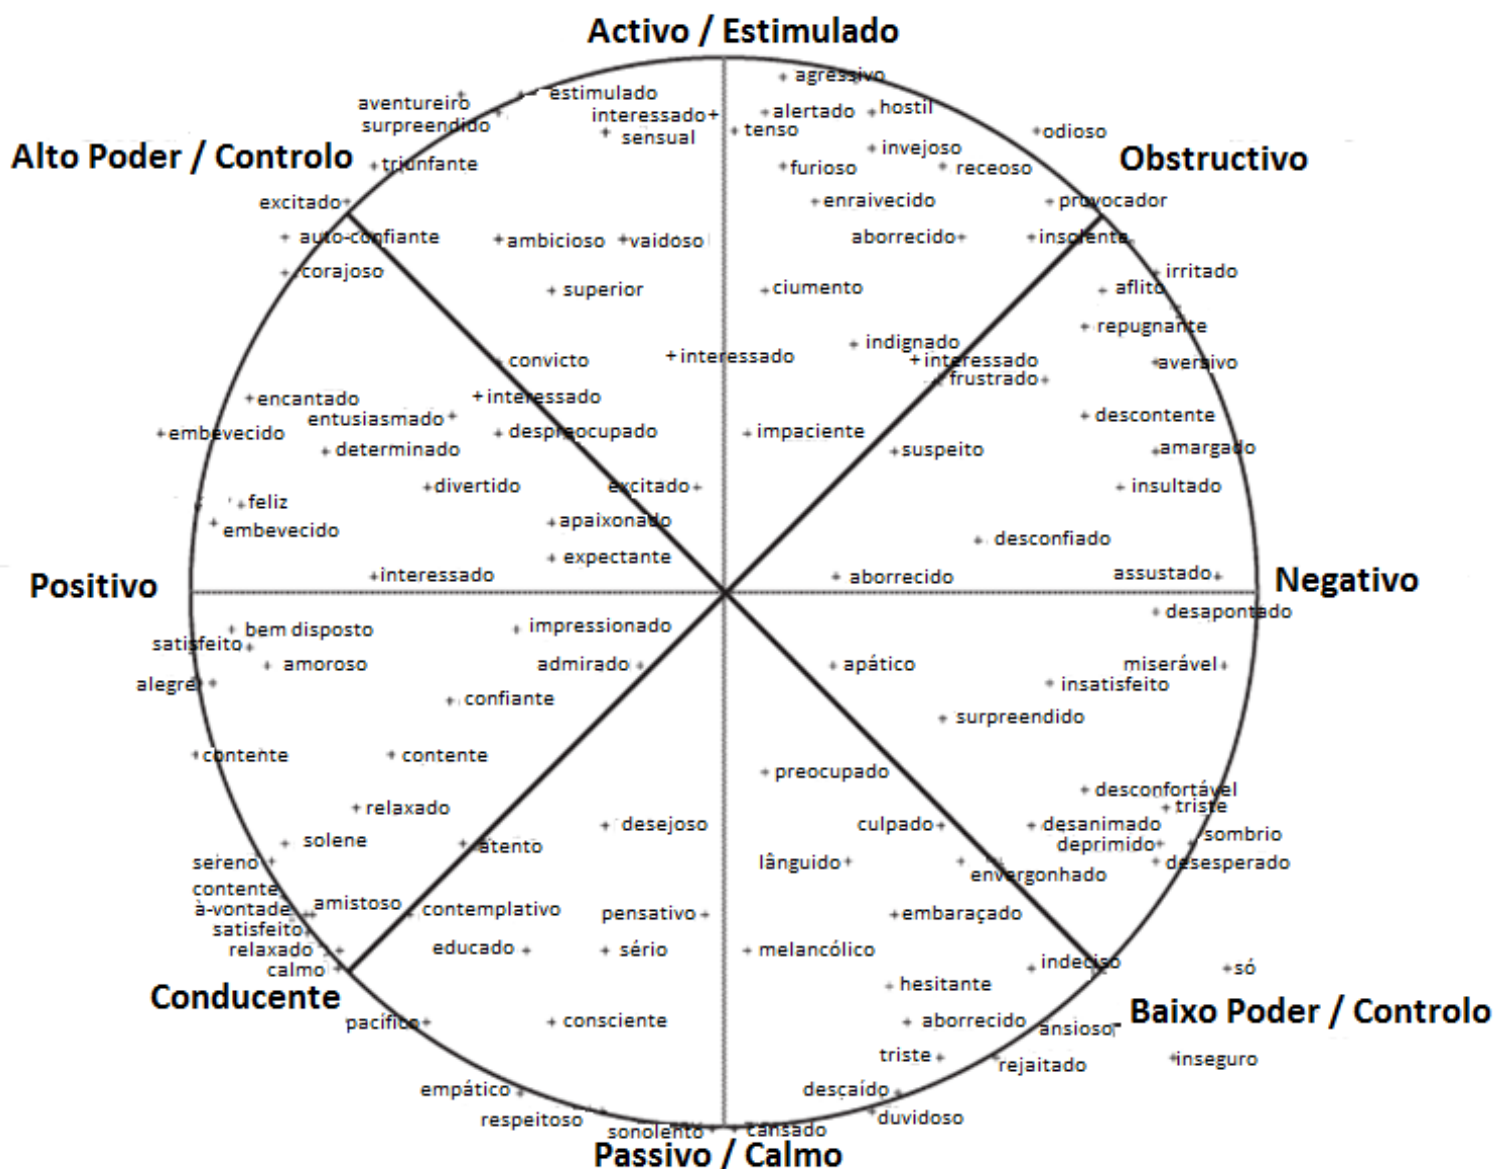 Activo / Estimulado
agressivo
aventureiro
estimulado
hostil
interessado
alertado
surpreendido
sensual
tenso
odioso
invejoso
Alto Poder / Controlo
Obstructivo
triunfante
furioso
receoso
excitado
enraivecido
provocador
auto-confiante
ambicioso
vaidoso
aborrecido
insolente
corajoso
irritado
superior
ciumento
aflito
repugnante
indignado
convicto
interessado
interessado
aversivo
frustrado
encantado
interessado
entusiasmado
descontente
embevecido
despreocupado
impaciente
determinado
suspeito
amargado
divertido
excitado
insultado
feliz
embevecido
apaixonado
desconfiado
expectante
Positivo
interessado
aborrecido
assustado
Negativo
desapontado
bem disposto
impressionado
satisfeito
amoroso
admirado
apático
miserável
alegre
insatisfeito
confiante
surpreendido
contente
contente
preocupado
desconfortável
relaxado
triste
desejoso
culpado
desanimado
sombrio
solene
atento
deprimido
sereno
lânguido
desesperado
envergonhado
contente
à-vontade
amistoso
contemplativo
pensativo
embaraçado
satisfeito
relaxado
educado
sério
melancólico
calmo
indeciso
só
hesitante
Conducente
Baixo Poder / Controlo
pacífico
consciente
aborrecido
ansioso
triste
rejaitado
inseguro
empático
desçaído
respeitoso
duvidoso
sonolento
cansado
Passivo / Calmo